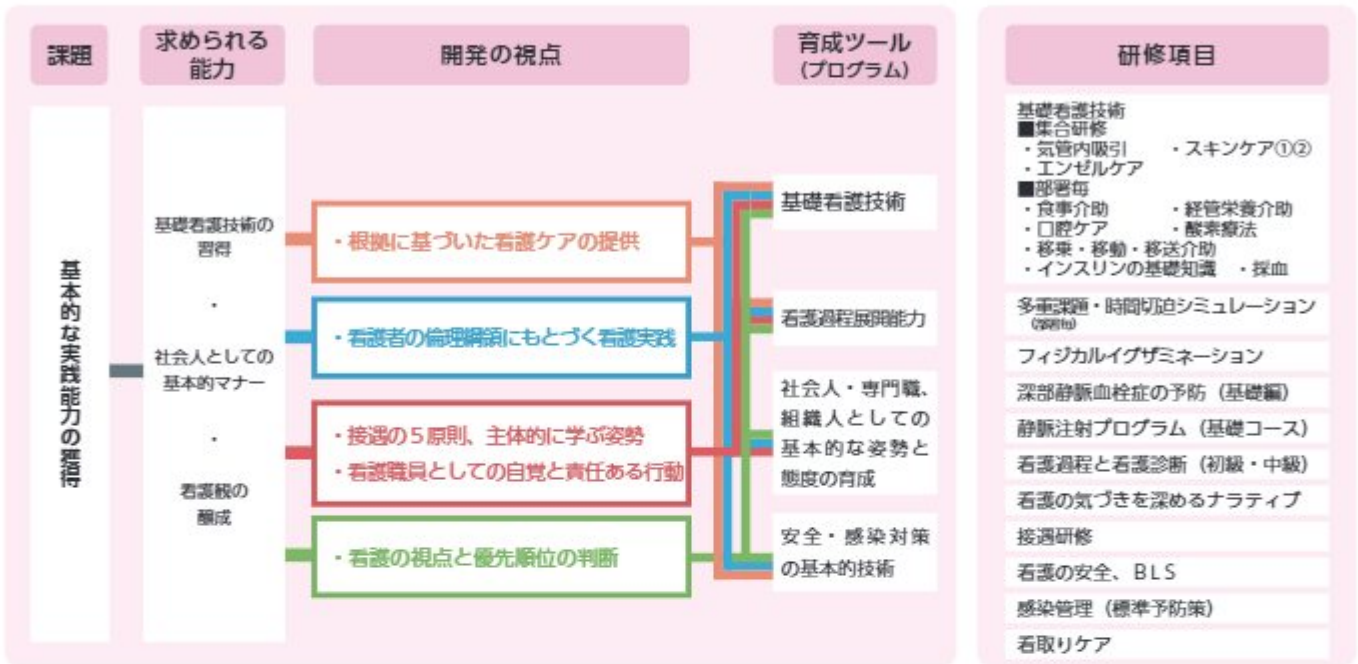 課題
求められる
能力
開発の視点
育成ツール
（プログラム）
研修項目
基本的な実践能力の獲得
基礎看護技術の
習得
・
社会人としての
基本的マナー
・
看護観の
醸成
・根拠に基づいた看護ケアの提供
・看護者の倫理綱領にもとづく看護実践
・接遇の５原則、主体的に学ぶ姿勢
・看護職員としての自覚と責任ある行動
・看護の視点と優先順位の判断
基礎看護技術
看護過程展開能力
社会人・専門職、
組織人としての
基本的な姿勢と
態度の育成
安全・感染対策
の基本的技術
基礎看護技術
■集合研修
・気管内吸引　・スキンケア①②
・エンゼルケア
■部署毎
・食事介助　・経管栄養介助
・口腔ケア　・酸素療法
・移乗・移動・移送介助
・インスリンの基礎知識　・採血
多重課題・時間切迫シミュレーション
フィジカルイグザミネーション
深部静脈血栓症の予防（基礎編）
静脈注射プログラム（基礎コース）
看護過程と看護診断（初級・中級）
看護の気づきを深めるナラティブ
接遇研修
看護の安全、ＢＬＳ
感染管理（標準予防策）
看取りケア